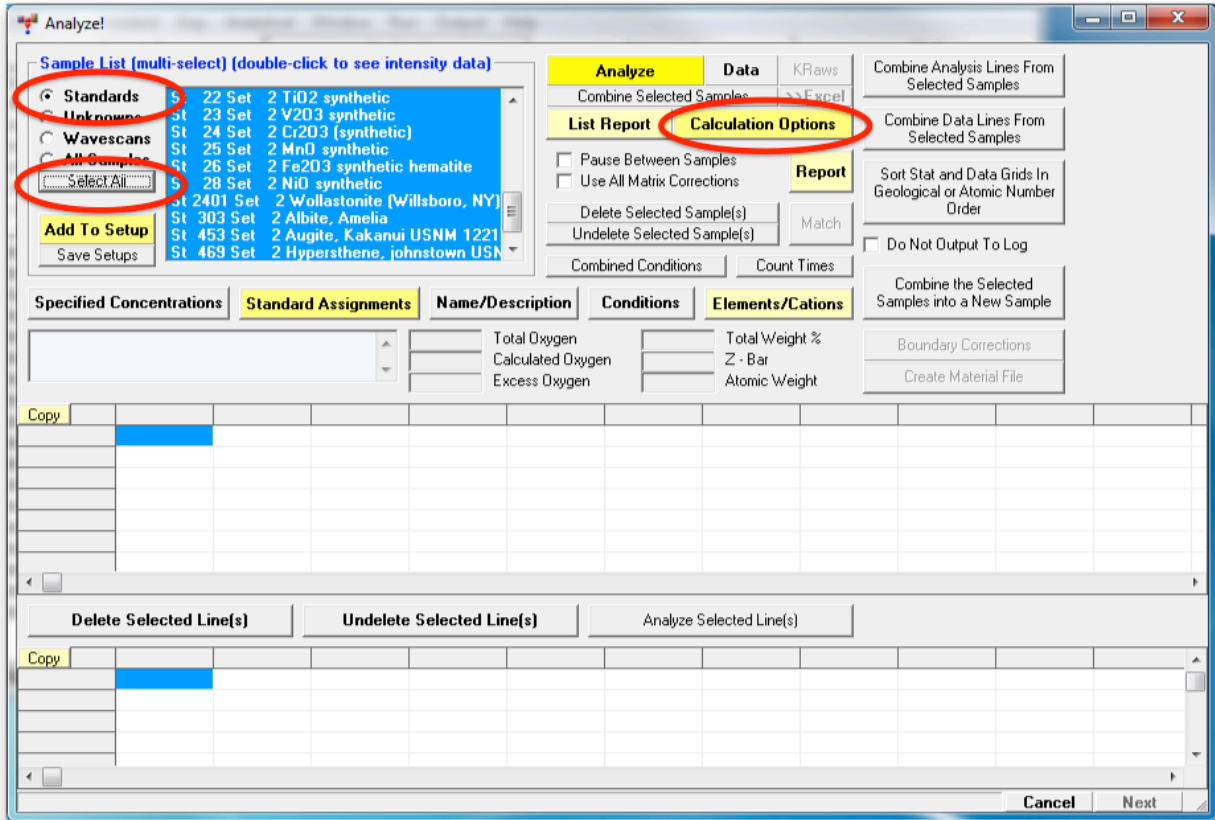 Analyze!
Sample List (multi-select) (double-click to see intensity data)
Standards
Unknowns
Wavescans
All Samples
Select All
Add To Setup
Save Setups
St 22 Set 2 TiO2 synthetic
St 23 Set 2 V2O3 synthetic
St 24 Set 2 Cr2O3 (synthetic)
St 25 Set 2 MnO synthetic
St 26 Set 2 Fe2O3 synthetic hematite
St 28 Set 2 NiO synthetic
St 2401 Set 2 Wollastonite (Willsboro, NY)
St 303 Set 2 Albite, Amelia
St 453 Set 2 Augite, Kakanui USNM 1221
St 469 Set 2 Hypersthene, johnstown USN
Analyze Data KRaws
Combine Selected Samples >>Excel
List Report Calculation Options
Pause Between Samples
Use All Matrix Corrections
Report
Delete Selected Sample(s)
Undelete Selected Sample(s)
Match
Combined Conditions Count Times
Combine Analysis Lines From
Selected Samples
Combine Data Lines From
Selected Samples
Sort Stat and Data Grids In
Geological or Atomic Number
Order
Do Not Output To Log
Combine the Selected
Samples into a New Sample
Specified Concentrations Standard Assignments Name/Description Conditions Elements/Cations
Total Oxygen Total Weight %
Calculated Oxygen Z - Bar
Excess Oxygen Atomic Weight
Boundary Corrections
Create Material File
Copy
Delete Selected Line(s) Undelete Selected Line(s) Analyze Selected Line(s)
Copy
Cancel Next